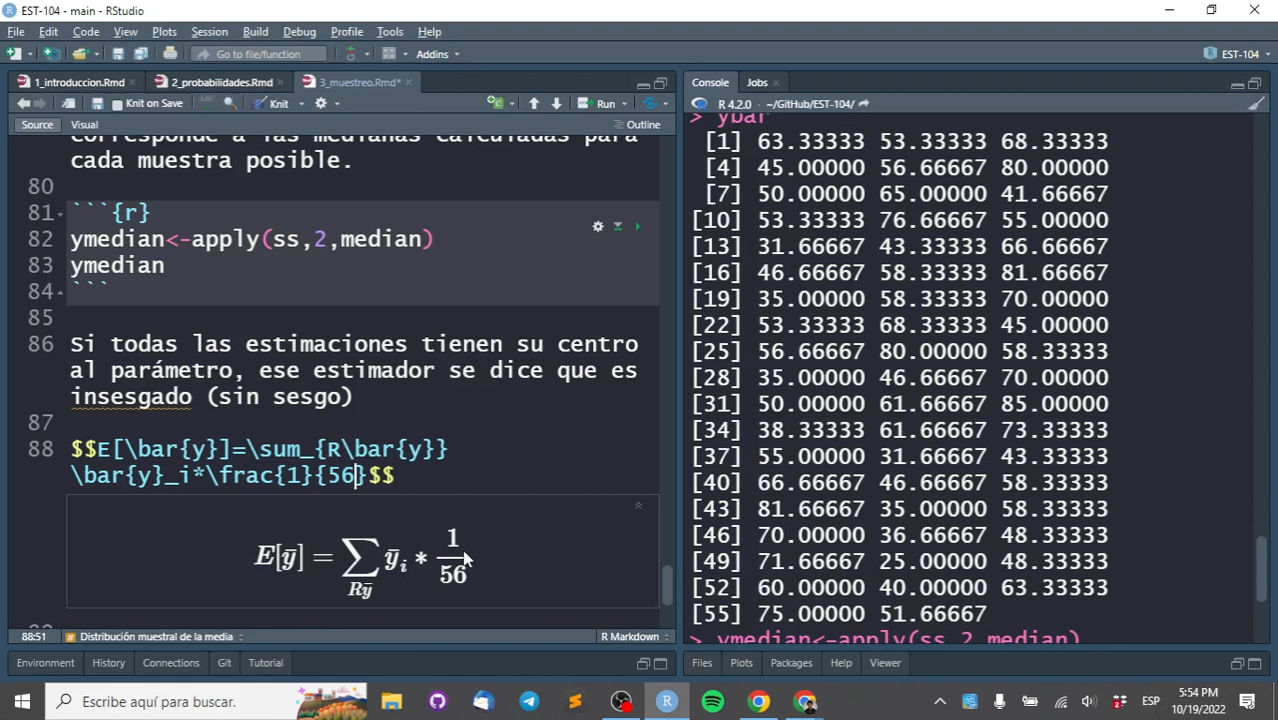 EST-104 - main - RStudio
File Edit Code View Plots Session Build Debug Profile Tools Help
Go to file/function Addins EST-104
1_introduccion.Rmd 2_probabilidades.Rmd 3_muestreo.Rmd*
Knit on Save Knit Run
Source Visual Outline
corresponde a las medianas calculadas para
cada muestra posible.
80
81 ```{r}
82 ymedian<-apply(ss,2,median)
83 ymedian
84 ```
85
86 Si todas las estimaciones tienen su centro
al parámetro, ese estimador se dice que es
insesgado (sin sesgo)
87
88 $$E[\bar{y}]=\sum_{R\bar{y}}
\bar{y}_i*\frac{1}{56}$$
E[ȳ] = ∑Rȳ ȳi * 1/56
88:51 Distribución muestral de la media R Markdown
Environment History Connections Git Tutorial
Console Jobs
R 4.2.0 · ~/GitHub/EST-104/
> ybar
[1] 63.33333 53.33333 68.33333
[4] 45.00000 56.66667 80.00000
[7] 50.00000 65.00000 41.66667
[10] 53.33333 76.66667 55.00000
[13] 31.66667 43.33333 66.66667
[16] 46.66667 58.33333 81.66667
[19] 35.00000 58.33333 70.00000
[22] 53.33333 68.33333 45.00000
[25] 56.66667 80.00000 58.33333
[28] 35.00000 46.66667 70.00000
[31] 50.00000 61.66667 85.00000
[34] 38.33333 61.66667 73.33333
[37] 55.00000 31.66667 43.33333
[40] 66.66667 46.66667 58.33333
[43] 81.66667 35.00000 58.33333
[46] 70.00000 36.66667 48.33333
[49] 71.66667 25.00000 48.33333
[52] 60.00000 40.00000 63.33333
[55] 75.00000 51.66667
> ymedian<-apply(ss,2,median)
Files Plots Packages Help Viewer
Escribe aquí para buscar.
ESP
5:54 PM
10/19/2022